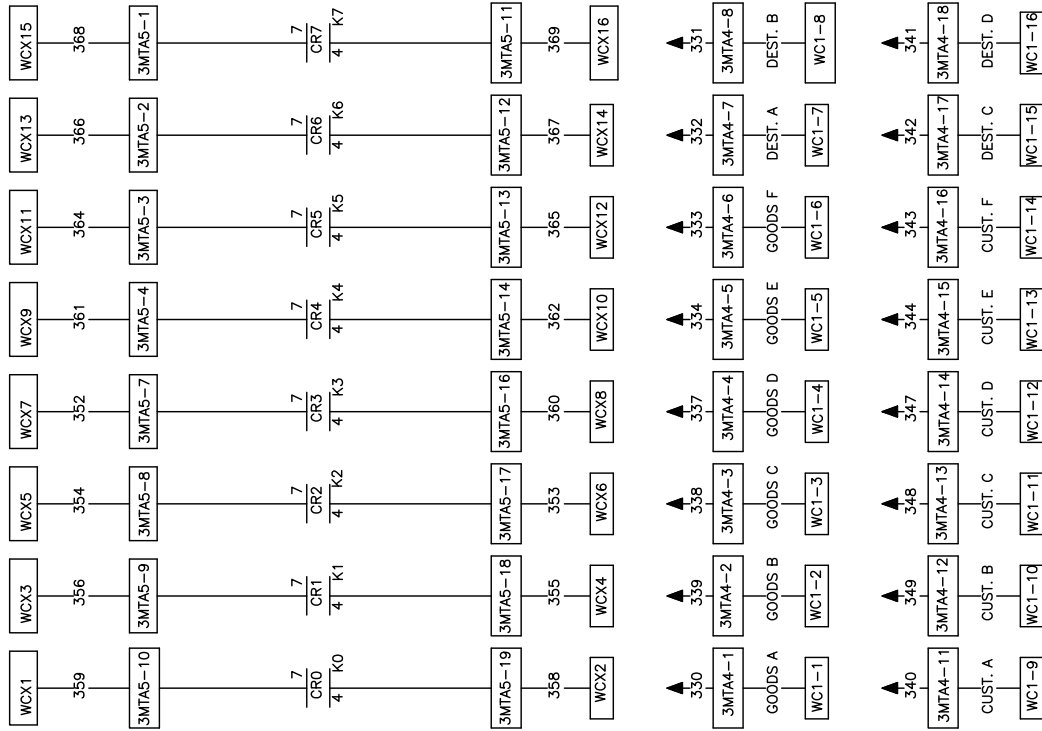 WCX1 WCX3 WCX5 WCX7 WCX9 WCX11 WCX13 WCX15
359 356 354 352 361 364 366 368
3MTA5-10 3MTA5-9 3MTA5-8 3MTA5-7 3MTA5-4 3MTA5-3 3MTA5-2 3MTA5-1
7 7 7 7 7 7 7 7
CR0 CR1 CR2 CR3 CR4 CR5 CR6 CR7
4 K0 4 K1 4 K2 4 K3 4 K4 4 K5 4 K6 4 K7
3MTA5-19 3MTA5-18 3MTA5-17 3MTA5-16 3MTA5-14 3MTA5-13 3MTA5-12 3MTA5-11
358 355 353 360 362 365 367 369
WCX2 WCX4 WCX6 WCX8 WCX10 WCX12 WCX14 WCX16
330 339 338 337 334 333 332 331
3MTA4-1 3MTA4-2 3MTA4-3 3MTA4-4 3MTA4-5 3MTA4-6 3MTA4-7 3MTA4-8
GOODS A GOODS B GOODS C GOODS D GOODS E GOODS F DEST. A DEST. B
WC1-1 WC1-2 WC1-3 WC1-4 WC1-5 WC1-6 WC1-7 WC1-8
340 349 348 347 344 343 342 341
3MTA4-11 3MTA4-12 3MTA4-13 3MTA4-14 3MTA4-15 3MTA4-16 3MTA4-17 3MTA4-18
CUST. A CUST. B CUST. C CUST. D CUST. E CUST. F DEST. C DEST. D
WC1-9 WC1-10 WC1-11 WC1-12 WC1-13 WC1-14 WC1-15 WC1-16